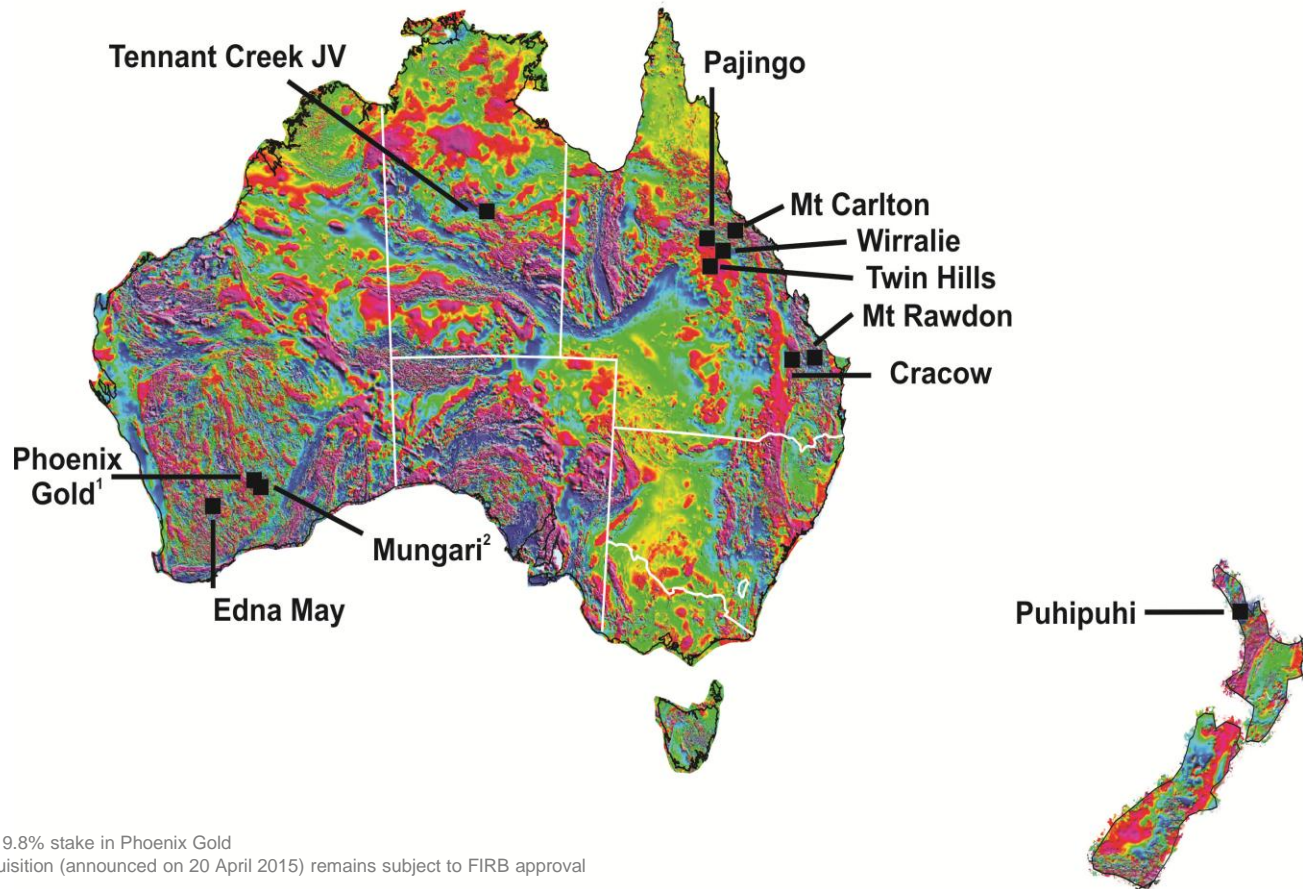 Tennant Creek JV
Pajingo
Mt Carlton
Wirralie
Twin Hills
Mt Rawdon
Cracow
Phoenix
Gold¹
Mungari²
Edna May
Puhipuhi
9.8% stake in Phoenix Gold
(announced on 20 April 2015) remains subject to FIRB approval